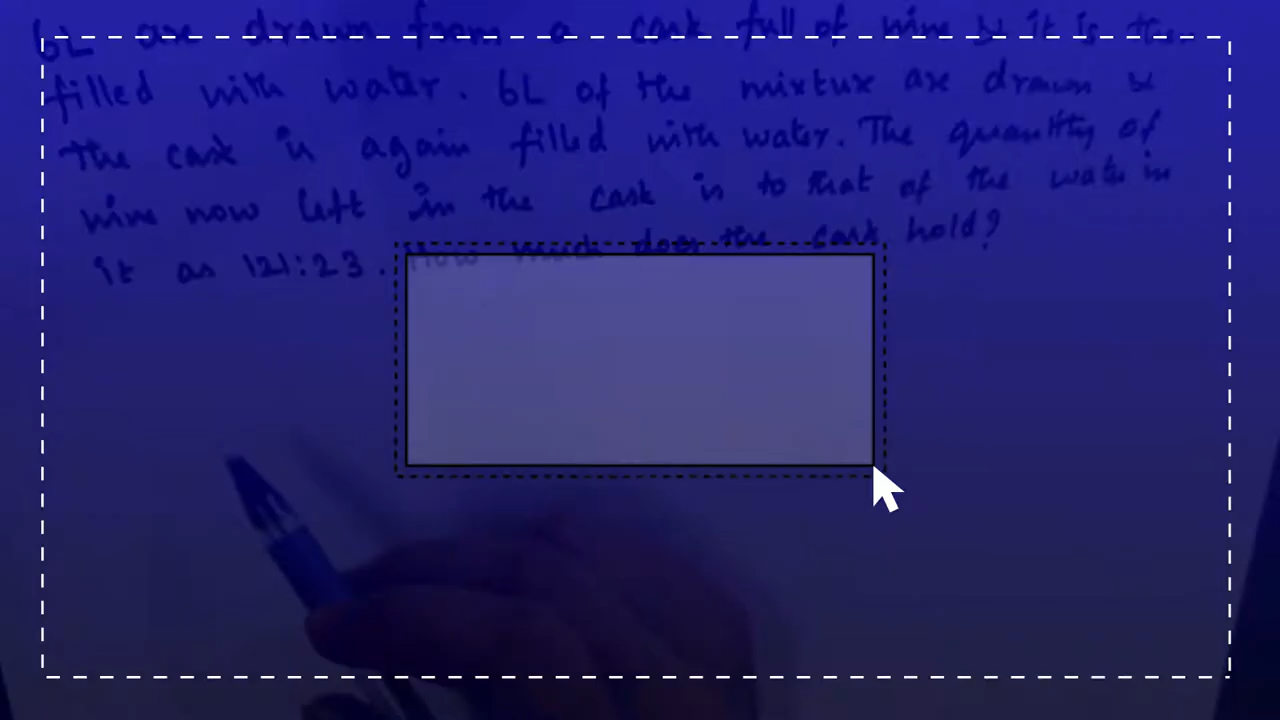 6L are drawn from a cask full of wine & it is then
filled with water. 6L of the mixture are drawn &
the cask is again filled with water. The quantity of
wine now left in the cask is to that of the water in
it as 121:23. How much does the cask hold?